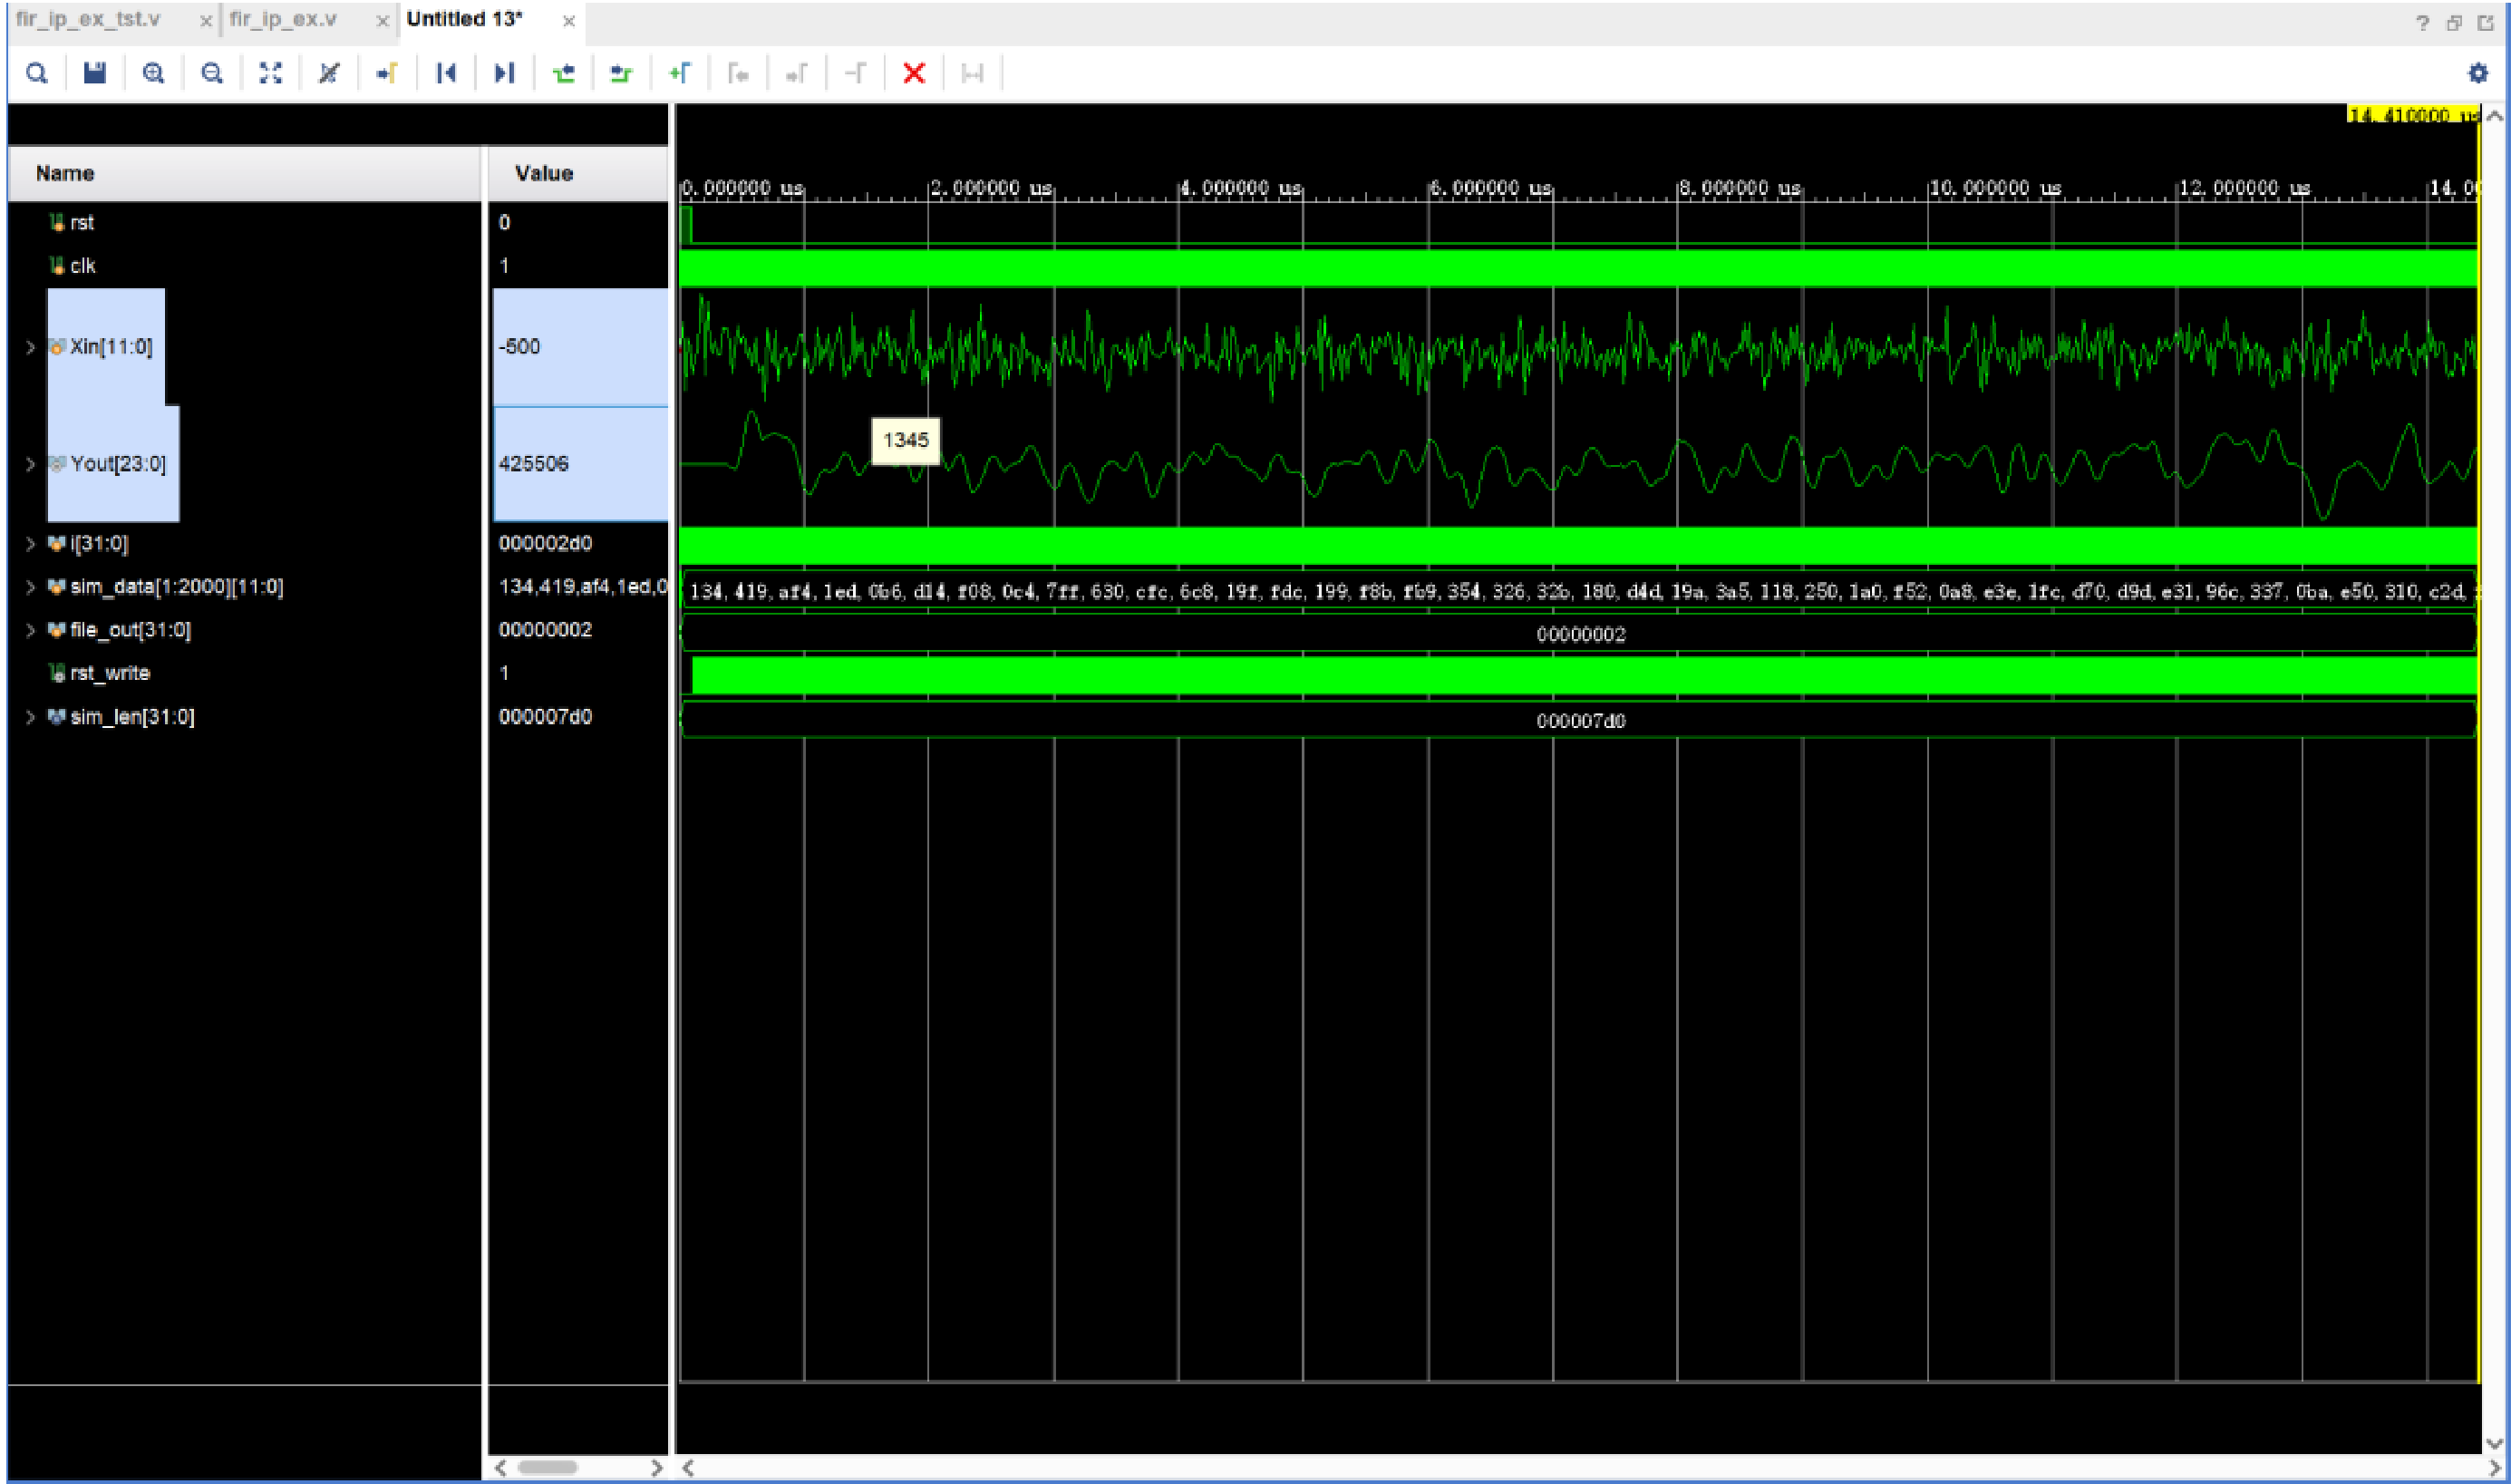 fir_ip_ex_tst.v × fir_ip_ex.v × Untitled 13* ×
14.410000 us
Name Value
0.000000 us 2.000000 us 4.000000 us 6.000000 us 8.000000 us 10.000000 us 12.000000 us 14.00
rst 0
clk 1
Xin[11:0] -500
1345
Yout[23:0] 425506
i[31:0] 000002d0
sim_data[1:2000][11:0] 134,419,af4,1ed,0 134, 419, af4, 1ed, 0b6, d14, f08, 0c4, 7ff, 630, cfc, 6c8, 19f, fdc, 199, f8b, fb9, 354, 326, 32b, 180, d4d, 19a, 3a5, 118, 250, 1a0, f52, 0a8, e3e, 1fc, d70, d9d, e31, 96c, 337, 0ba, e50, 310, c2d,
file_out[31:0] 00000002 00000002
rst_write 1
sim_len[31:0] 000007d0 000007d0